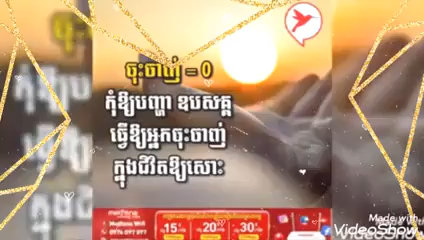 ចុះចាញ់ = 0
កុំឱ្យបញ្ហា ឧបសគ្គ
ធ្វើឱ្យអ្នកចុះចាញ់
ក្នុងជីវិតឱ្យសោះ
15
20
30
Made with
VideoShow